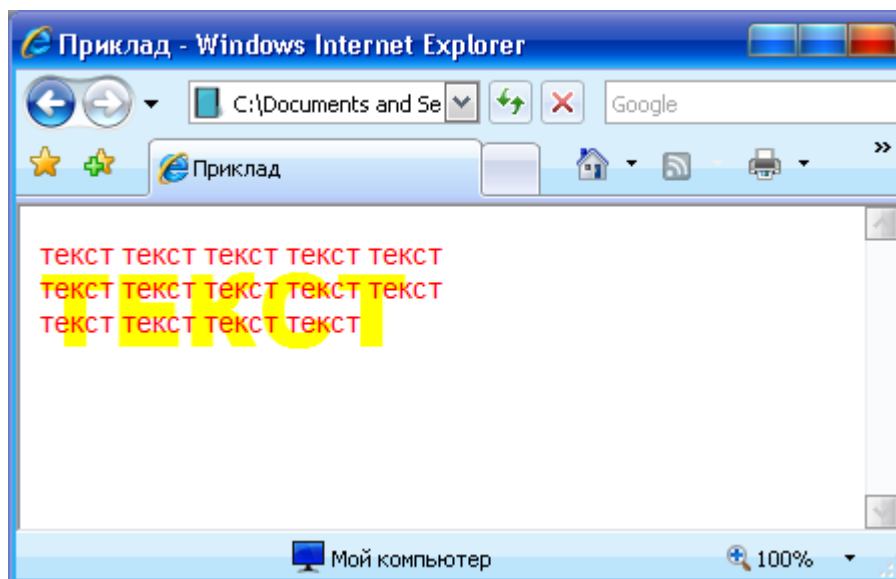 Приклад - Windows Internet Explorer
C:\Documents and Se
Google
Приклад
»
текст текст текст текст текст
ТЕКСТ
текст текст текст текст текст
текст текст текст текст
Мой компьютер
100%